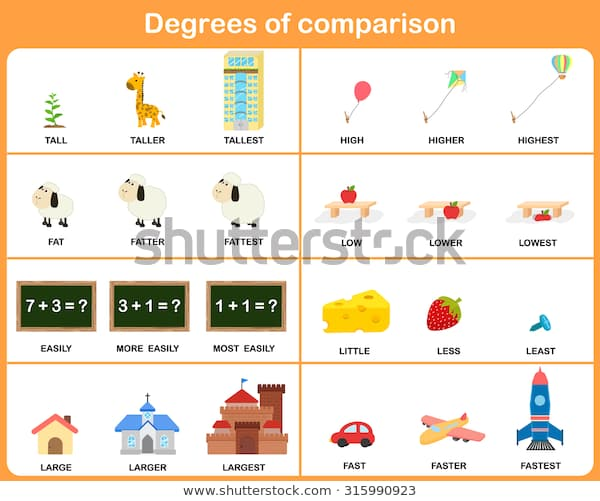 Degrees of comparison
TALL TALLER TALLEST
HIGH HIGHER HIGHEST
FAT FATTER FATTEST
LOW LOWER LOWEST
7 + 3 = ? 3 + 1 = ? 1 + 1 = ?
EASILY MORE EASILY MOST EASILY
LITTLE LESS LEAST
LARGE LARGER LARGEST
FAST FASTER FASTEST
shutterstock
shutterstock.com · 315990923